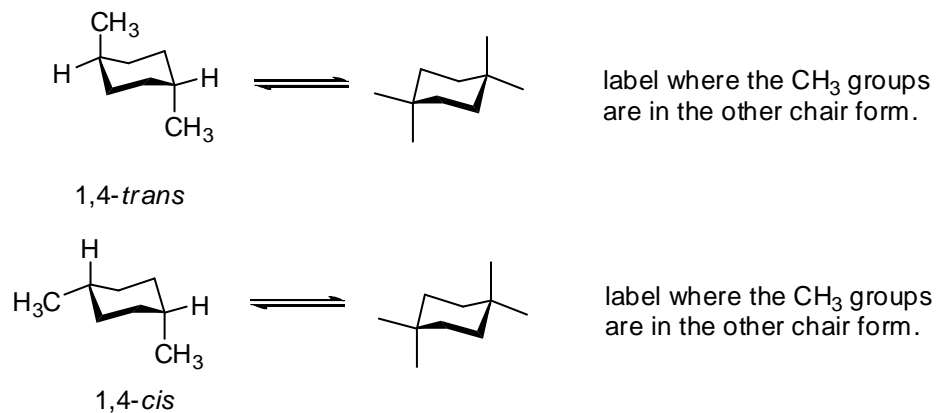 CH₃
H
H
CH₃
label where the CH₃ groups
are in the other chair form.
1,4-trans
H
H₃C
H
CH₃
label where the CH₃ groups
are in the other chair form.
1,4-cis